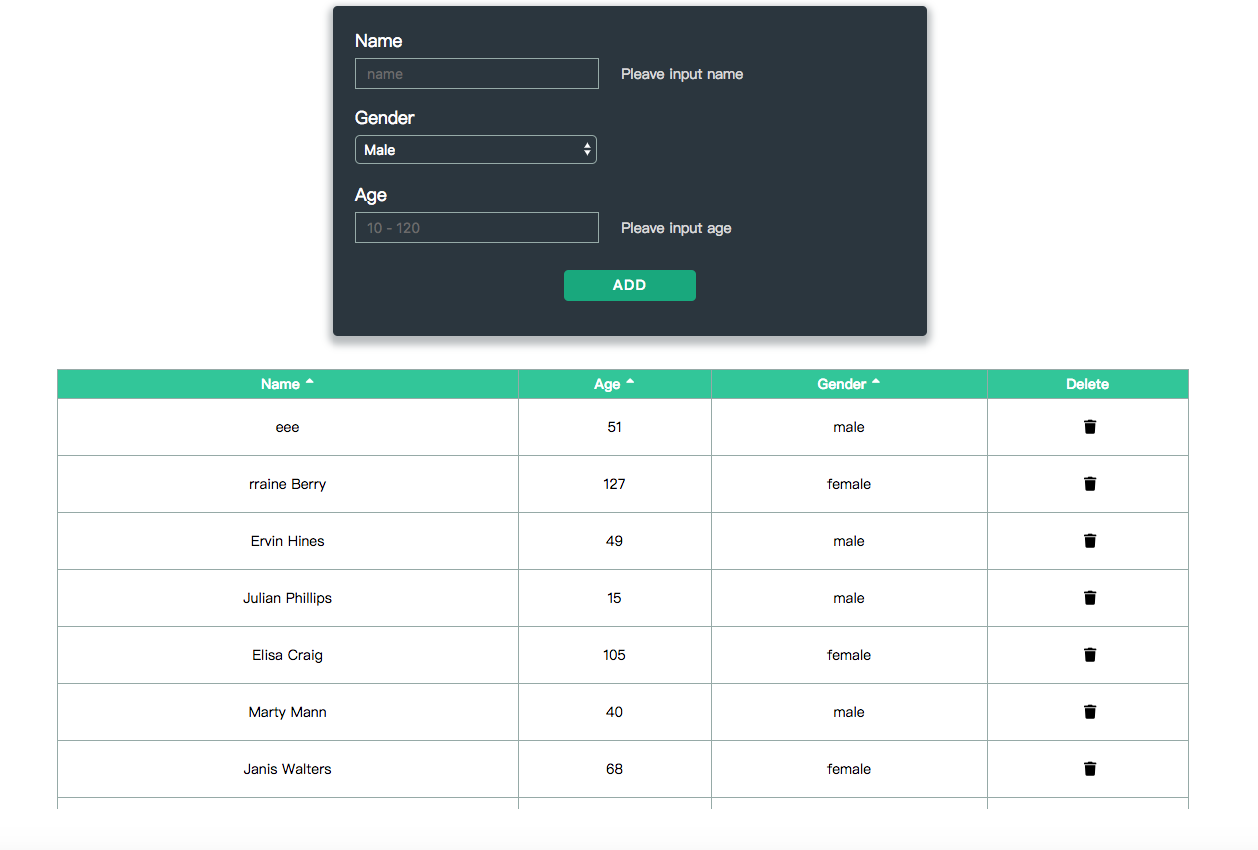 Name
name Pleave input name
Gender
Male
Age
10 - 120 Pleave input age
ADD
Name Age Gender Delete
eee 51 male
rraine Berry 127 female
Ervin Hines 49 male
Julian Phillips 15 male
Elisa Craig 105 female
Marty Mann 40 male
Janis Walters 68 female